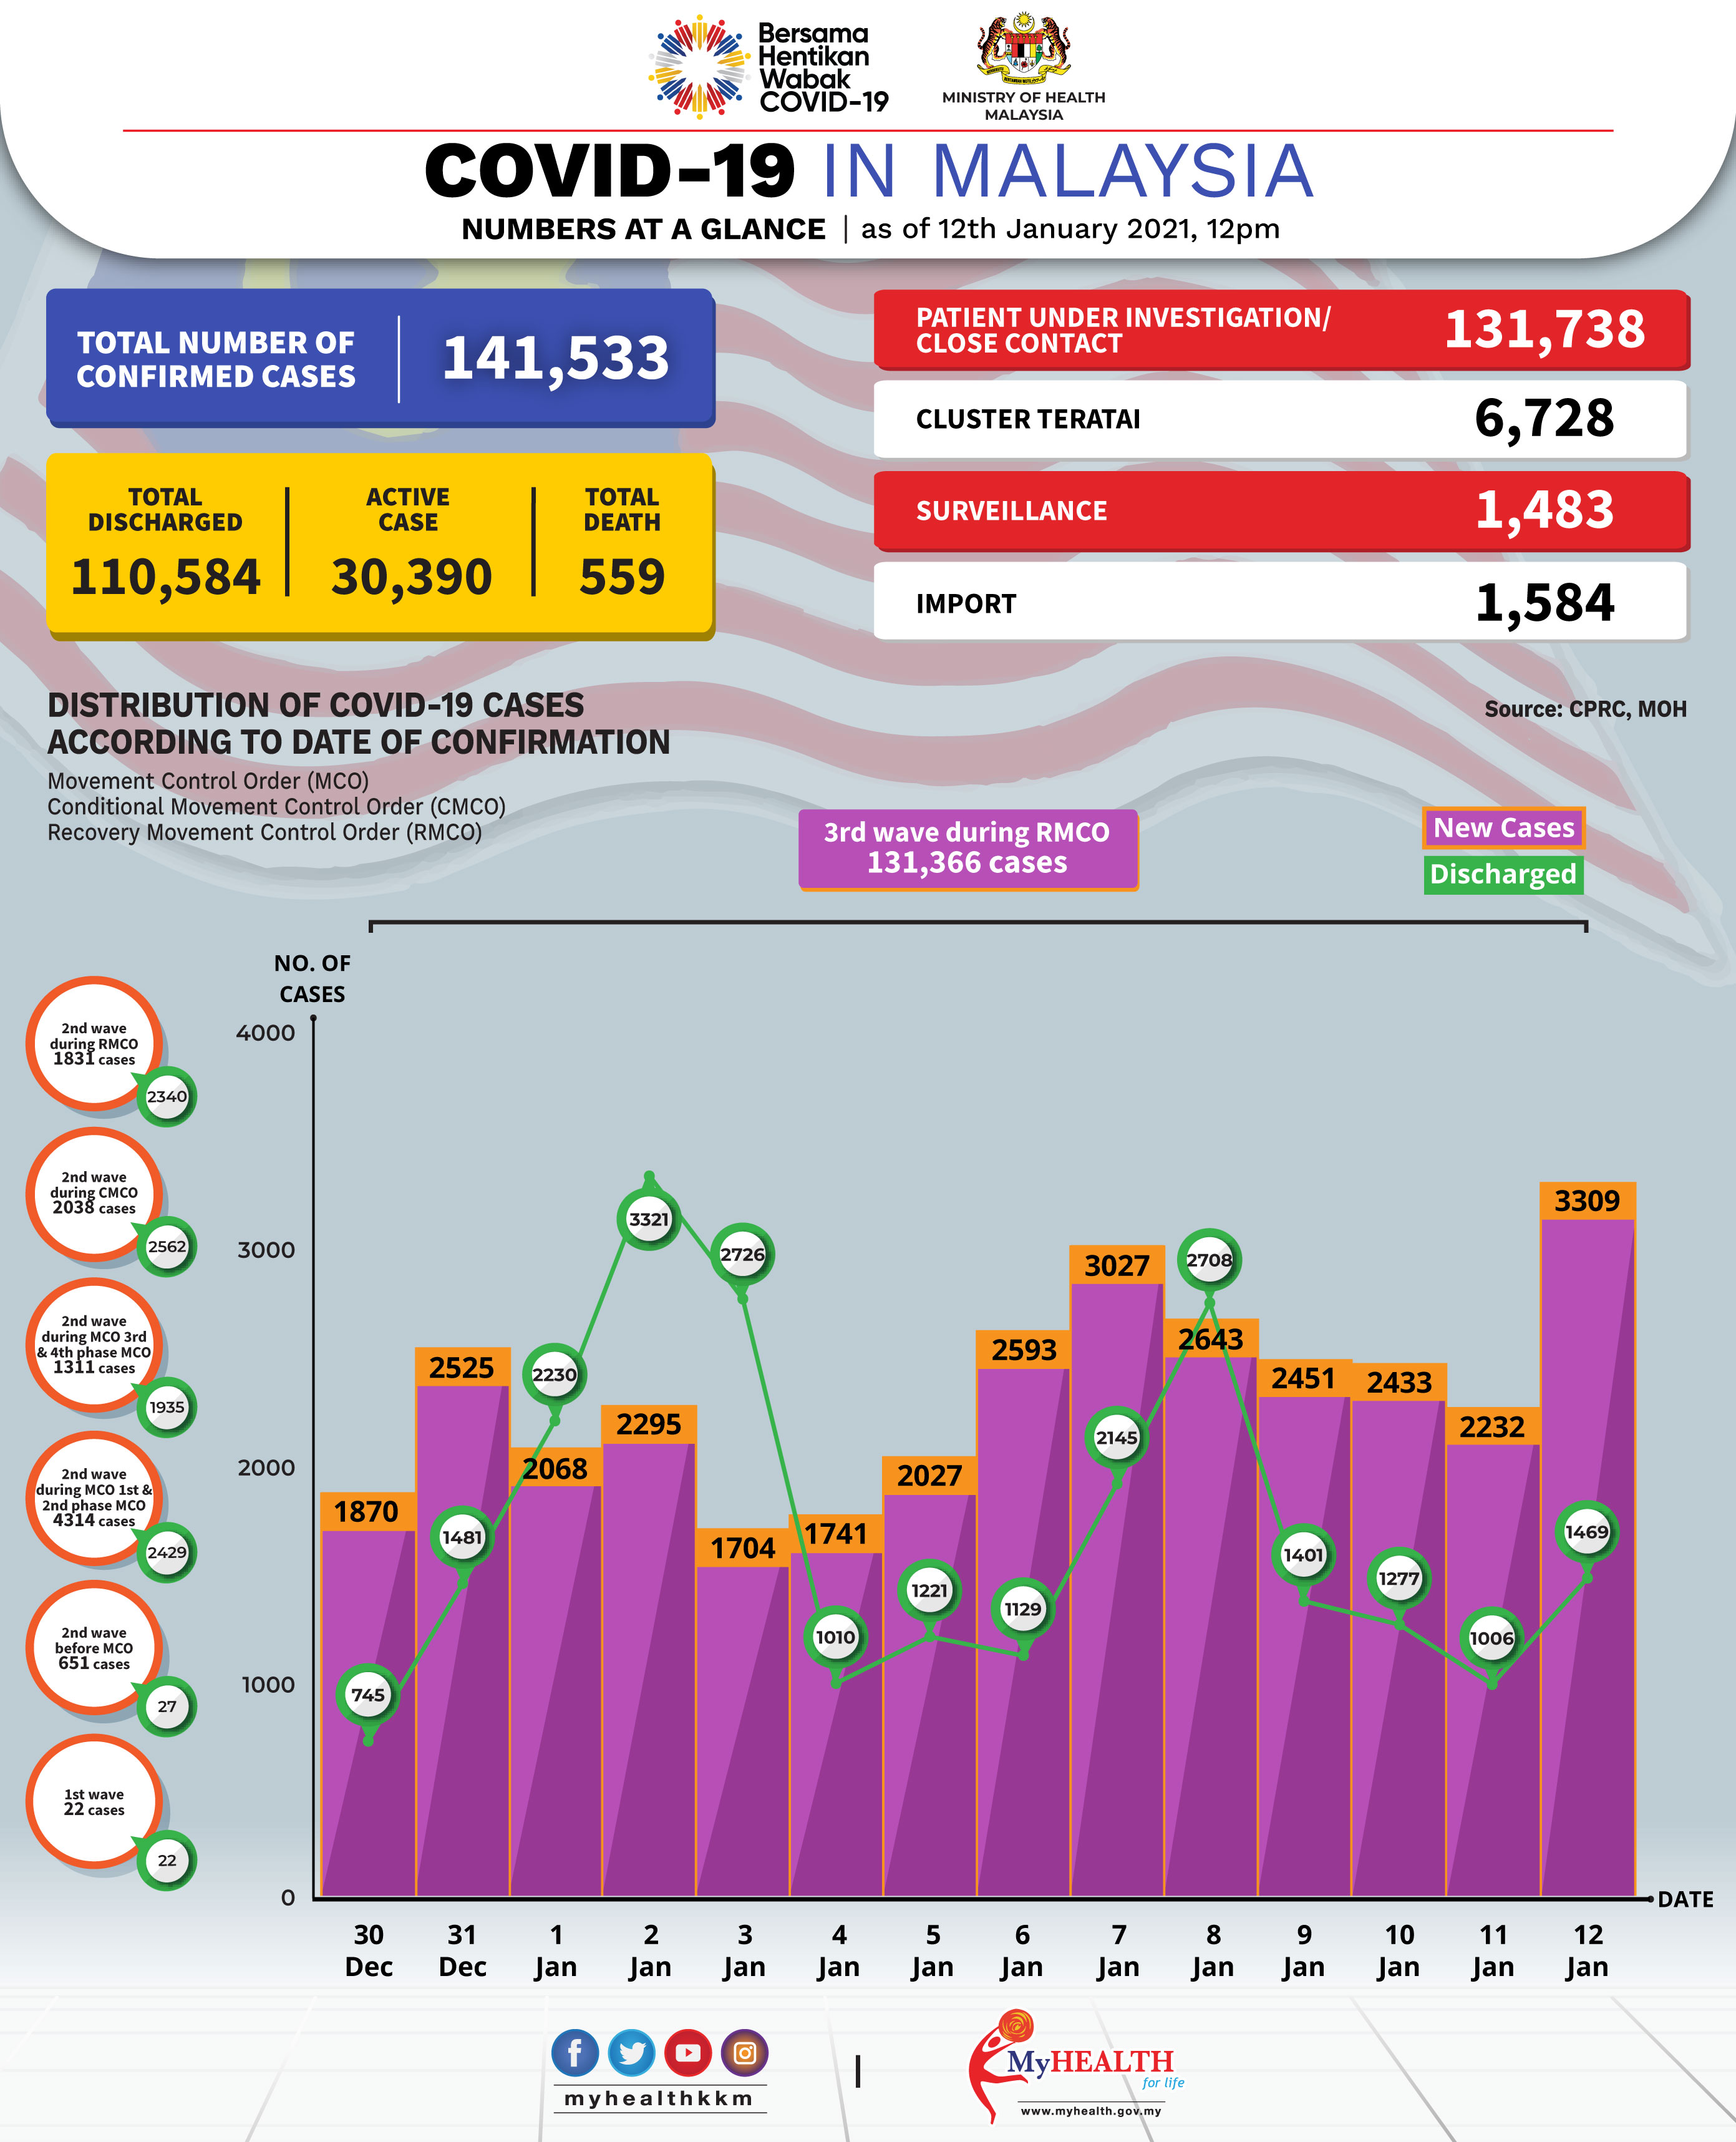 Bersama
Hentikan
Wabak
COVID-19
MINISTRY OF HEALTH
MALAYSIA
COVID-19 IN MALAYSIA
NUMBERS AT A GLANCE | as of 12th January 2021, 12pm
TOTAL NUMBER OF
CONFIRMED CASES
141,533
TOTAL
DISCHARGED
110,584
ACTIVE
CASE
30,390
TOTAL
DEATH
559
PATIENT UNDER INVESTIGATION/
CLOSE CONTACT
131,738
CLUSTER TERATAI
6,728
SURVEILLANCE
1,483
IMPORT
1,584
DISTRIBUTION OF COVID-19 CASES
ACCORDING TO DATE OF CONFIRMATION
Movement Control Order (MCO)
Conditional Movement Control Order (CMCO)
Recovery Movement Control Order (RMCO)
Source: CPRC, MOH
3rd wave during RMCO
131,366 cases
New Cases
Discharged
2nd wave
during RMCO
1831 cases
2340
2nd wave
during CMCO
2038 cases
2562
2nd wave
during MCO 3rd
& 4th phase MCO
1311 cases
1935
2nd wave
during MCO 1st &
2nd phase MCO
4314 cases
2429
2nd wave
before MCO
651 cases
27
1st wave
22 cases
22
NO. OF
CASES
4000
3000
2000
1000
0
1870
2525
2068
2295
1704
1741
2027
2593
3027
2643
2451
2433
2232
3309
745
1481
2230
3321
2726
1010
1221
1129
2145
2708
1401
1277
1006
1469
DATE
30
Dec
31
Dec
1
Jan
2
Jan
3
Jan
4
Jan
5
Jan
6
Jan
7
Jan
8
Jan
9
Jan
10
Jan
11
Jan
12
Jan
myhealthkkm
MyHEALTH
for life
www.myhealth.gov.my